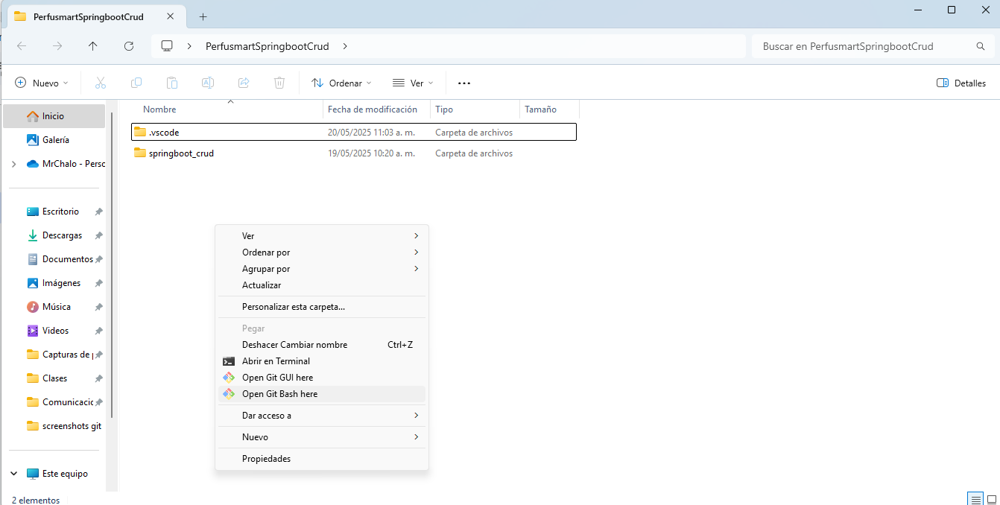 PerfusmartSpringbootCrud
PerfusmartSpringbootCrud
Buscar en PerfusmartSpringbootCrud
Nuevo
Ordenar
Ver
Detalles
Nombre
Fecha de modificación
Tipo
Tamaño
.vscode
20/05/2025 11:03 a. m.
Carpeta de archivos
springboot_crud
19/05/2025 10:20 a. m.
Carpeta de archivos
Inicio
Galería
MrChalo - Perso
Escritorio
Descargas
Documentos
Imágenes
Música
Videos
Capturas de p
Clases
Comunicacic
screenshots git
Este equipo
Ver
Ordenar por
Agrupar por
Actualizar
Personalizar esta carpeta...
Pegar
Deshacer Cambiar nombre Ctrl+Z
Abrir en Terminal
Open Git GUI here
Open Git Bash here
Dar acceso a
Nuevo
Propiedades
2 elementos